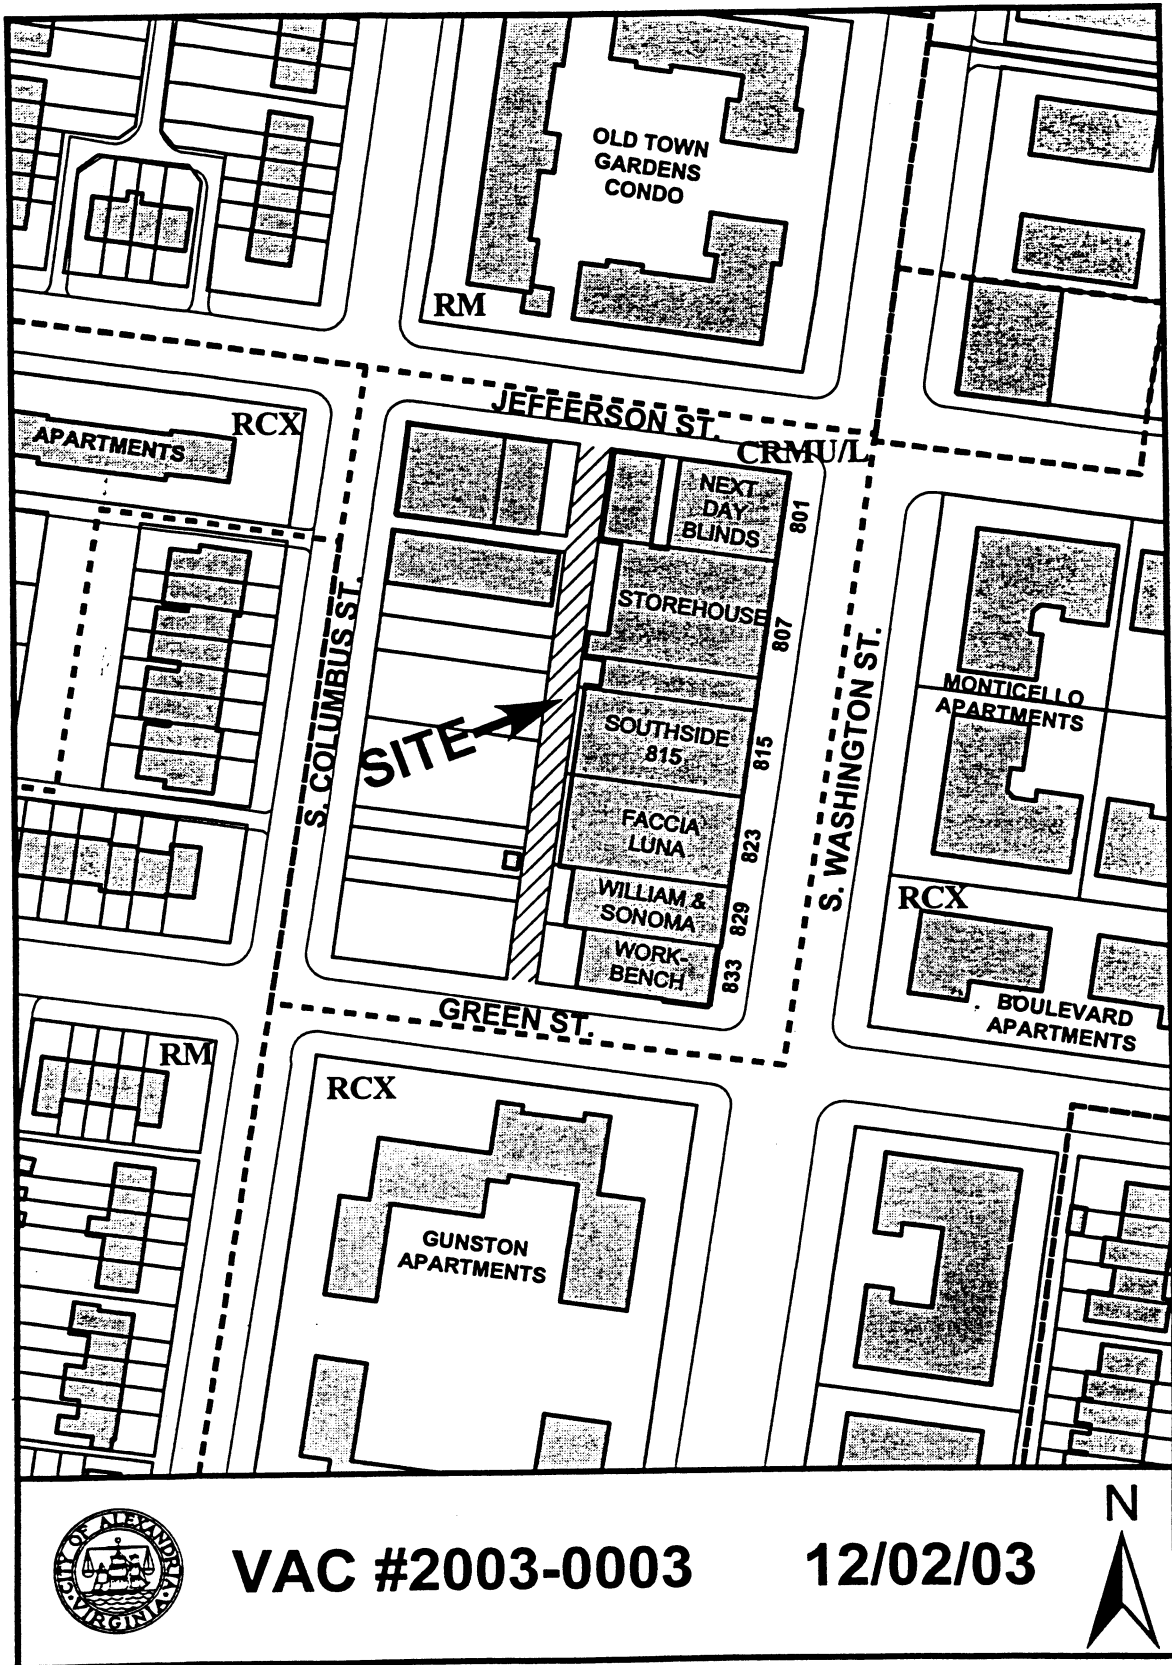 OLD TOWN
GARDENS
CONDO
RM
JEFFERSON ST.
RCX
APARTMENTS
CRMU/L
NEXT
DAY
BLINDS
801
STOREHOUSE
807
S. COLUMBUS ST.
SITE
SOUTHSIDE
815
815
S. WASHINGTON ST.
MONTICELLO
APARTMENTS
FACCIA
LUNA
823
WILLIAM &
SONOMA
829
RCX
WORK-
BENCH
833
GREEN ST.
BOULEVARD
APARTMENTS
RM
RCX
GUNSTON
APARTMENTS
CITY OF ALEXANDRIA
VIRGINIA
VAC #2003-0003
12/02/03
N